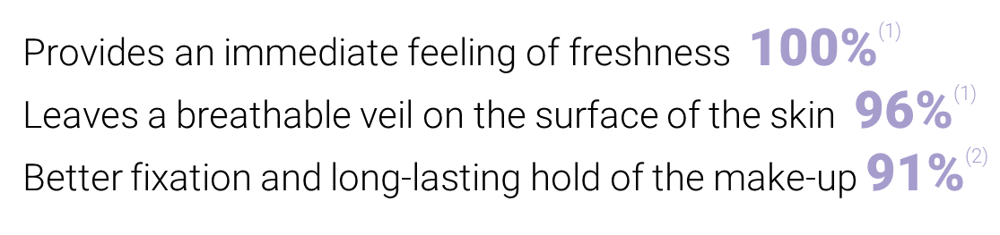 Provides an immediate feeling of freshness 100%(1)
Leaves a breathable veil on the surface of the skin 96%(1)
Better fixation and long-lasting hold of the make-up 91%(2)